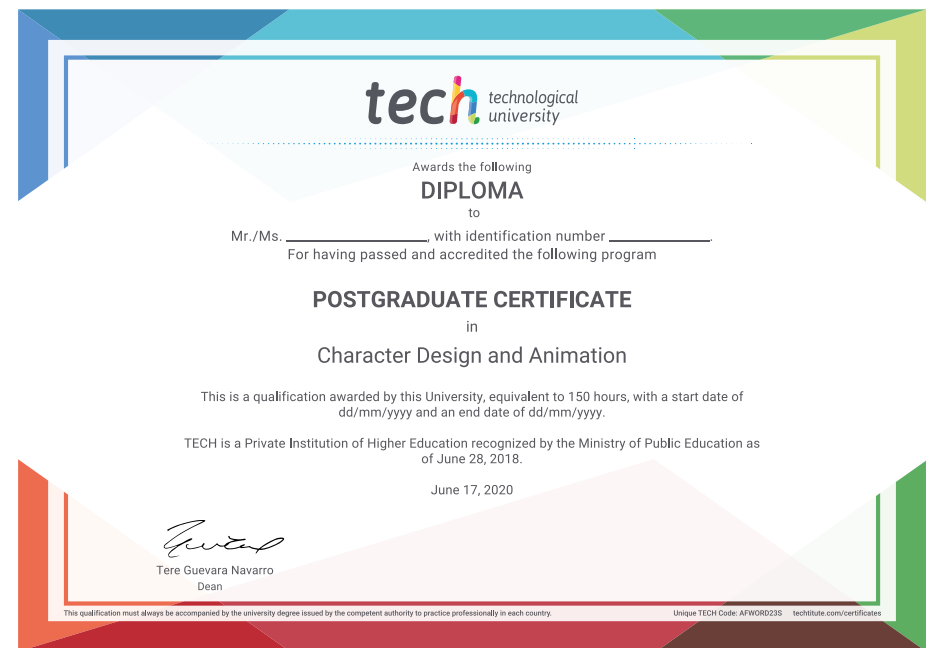 tech technological
university
Awards the following
DIPLOMA
to
Mr./Ms. ____________________, with identification number ______________.
For having passed and accredited the following program
POSTGRADUATE CERTIFICATE
in
Character Design and Animation
This is a qualification awarded by this University, equivalent to 150 hours, with a start date of
dd/mm/yyyy and an end date of dd/mm/yyyy.
TECH is a Private Institution of Higher Education recognized by the Ministry of Public Education as
of June 28, 2018.
June 17, 2020
Tere Guevara Navarro
Dean
This qualification must always be accompanied by the university degree issued by the competent authority to practice professionally in each country. Unique TECH Code: AFWORD23S techtitute.com/certificates